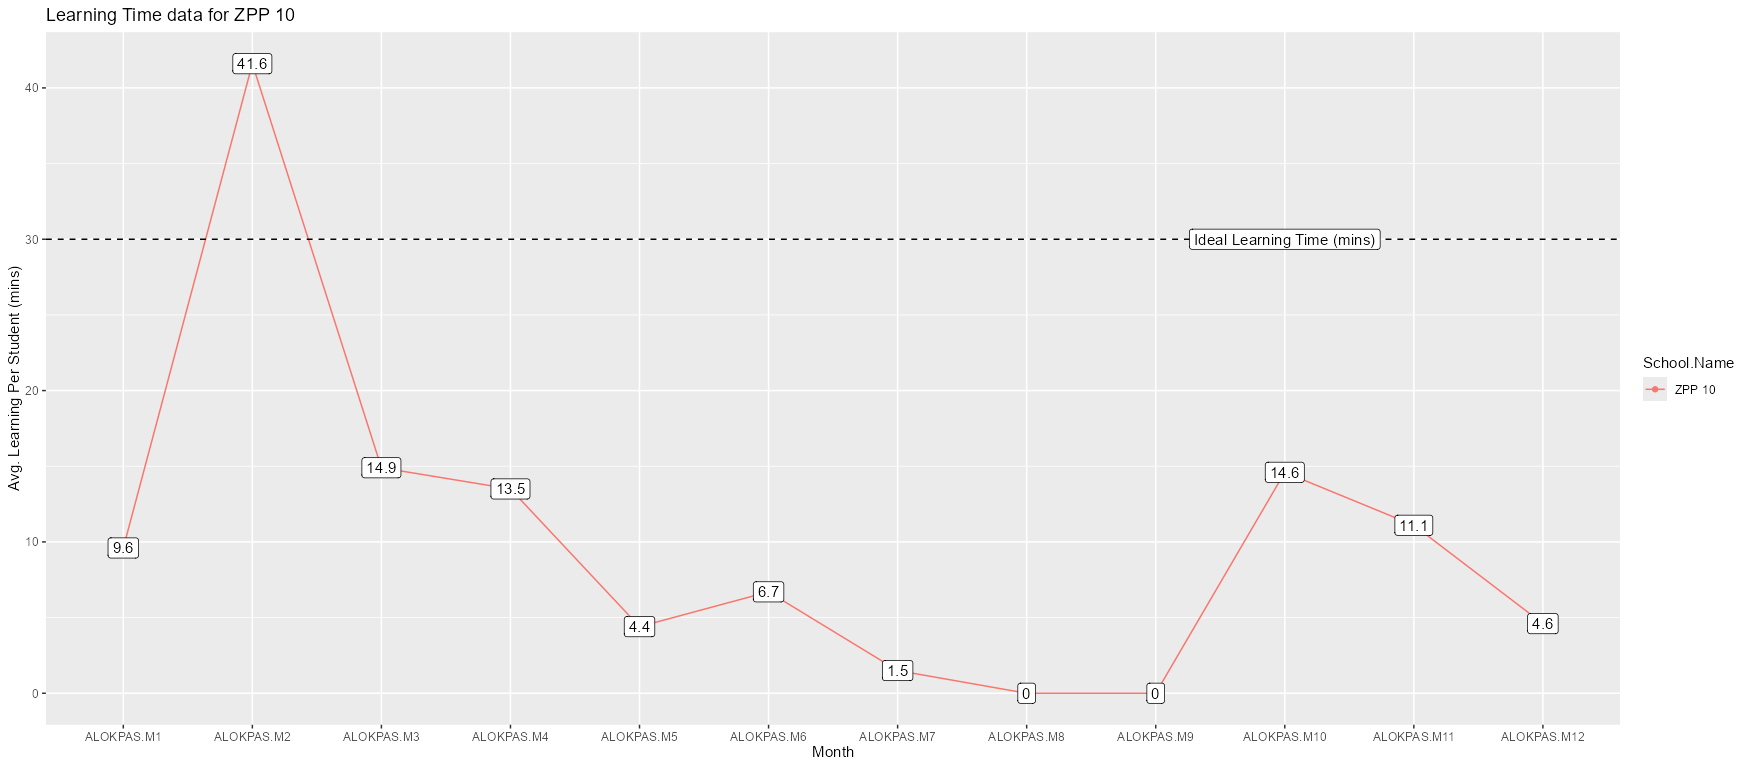 Learning Time data for ZPP 10
Avg. Learning Per Student (mins)
40
30
20
10
0
9.6
41.6
14.9
13.5
4.4
6.7
1.5
0
0
14.6
11.1
4.6
Ideal Learning Time (mins)
ALOKPAS.M1
ALOKPAS.M2
ALOKPAS.M3
ALOKPAS.M4
ALOKPAS.M5
ALOKPAS.M6
ALOKPAS.M7
ALOKPAS.M8
ALOKPAS.M9
ALOKPAS.M10
ALOKPAS.M11
ALOKPAS.M12
Month
School.Name
ZPP 10